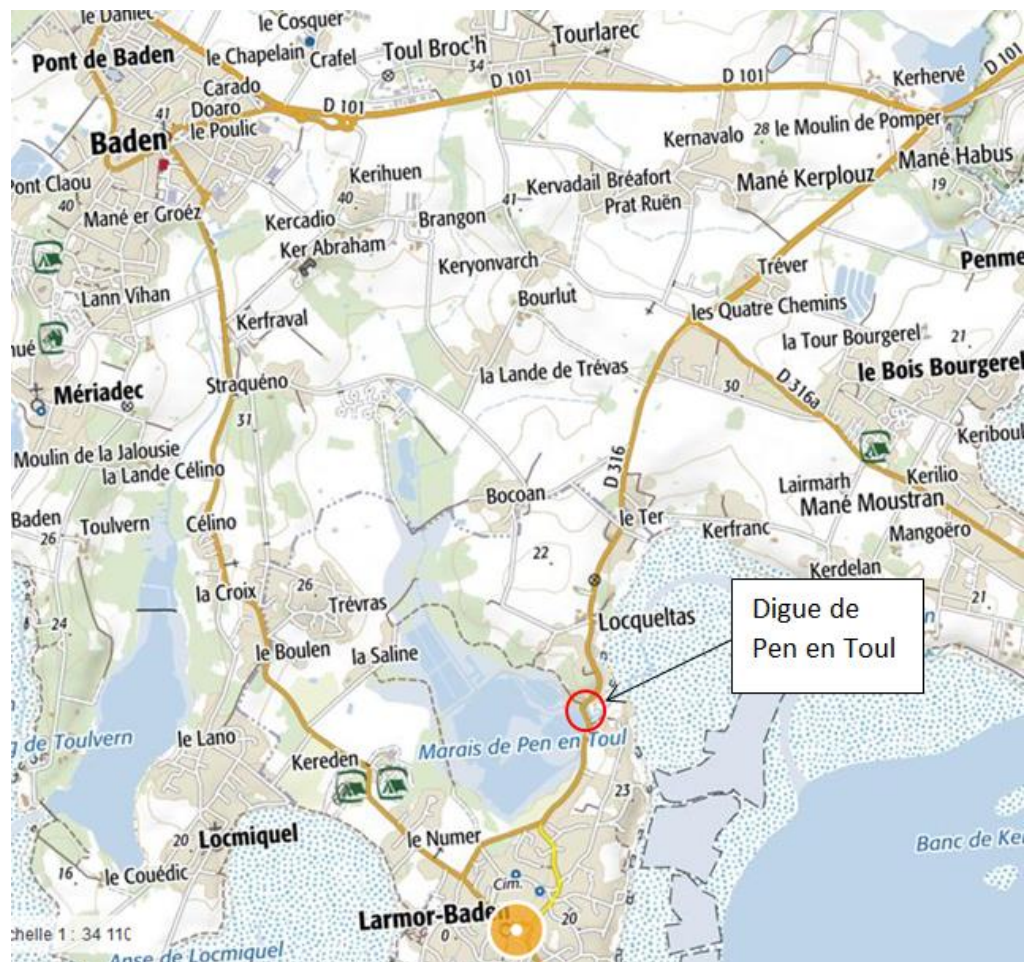 le Daniec
le Cosquer
Pont de Baden
le Chapelain
Crafel
Toul Broc'h
34
Tourlarec
Carado
D 101
D 101
D 101
D 101
Kerhervé
Doaro
41
le Poulic
Baden
Kernavalo
28
le Moulin de Pomper
Pont Claou
40
Kerihuen
40
Kervadail
Bréafort
Mané Kerplouz
Mané Habus
19
Mané er Groéz
Kercadio
Brangon
41
Prat Ruën
Ker Abraham
Keryonvarch
Tréver
Penme
Lann Vihan
Bourlut
les Quatre Chemins
Kerfraval
la Tour Bourgerel
21
nué
Mériadec
Straquéno
la Lande de Trévas
30
D 316a
le Bois Bourgerel
31
Moulin de la Jalousie
la Lande Célino
D 316
Keriboul
Bocoan
Lairmarh
Kerilio
Baden
26
Toulvern
Célino
le Ter
Kerfranc
Mané Moustran
Mangoëro
22
Kerdelan
la Croix
26
Trévras
21
24
Locqueltas
Digue de
Pen en Toul
n
le Boulen
la Saline
g de Toulvern
le Lano
Marais de Pen en Toul
Kereden
23
20
Locmiquel
le Numer
Banc de Ke
16
le Couédic
Cim.
Larmor-Bade
0
20
chelle 1 : 34 110
Anse de Locmiquel